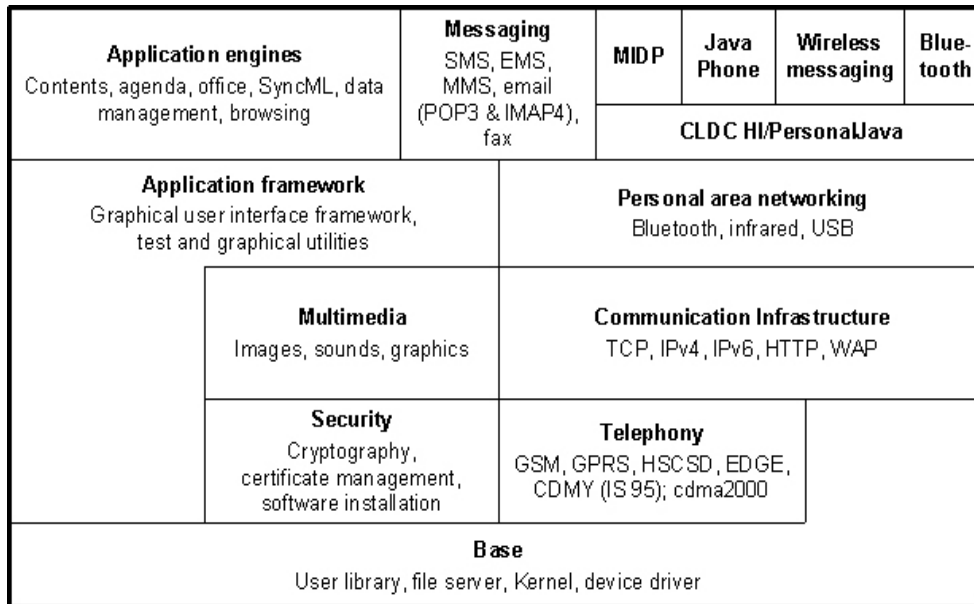 Application engines
Contents, agenda, office, SyncML, data
management, browsing
Messaging
SMS, EMS,
MMS, email
(POP3 & IMAP4),
fax
MIDP
Java
Phone
Wireless
messaging
Blue-
tooth
CLDC HI/PersonalJava
Application framework
Graphical user interface framework,
test and graphical utilities
Personal area networking
Bluetooth, infrared, USB
Multimedia
Images, sounds, graphics
Communication Infrastructure
TCP, IPv4, IPv6, HTTP, WAP
Security
Cryptography,
certificate management,
software installation
Telephony
GSM, GPRS, HSCSD, EDGE,
CDMY (IS 95); cdma2000
Base
User library, file server, Kernel, device driver